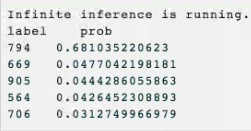 Infinite inference is running.
label prob
794 0.681035220623
669 0.0477042198181
905 0.0444286055863
564 0.0426452308893
706 0.0312749966979